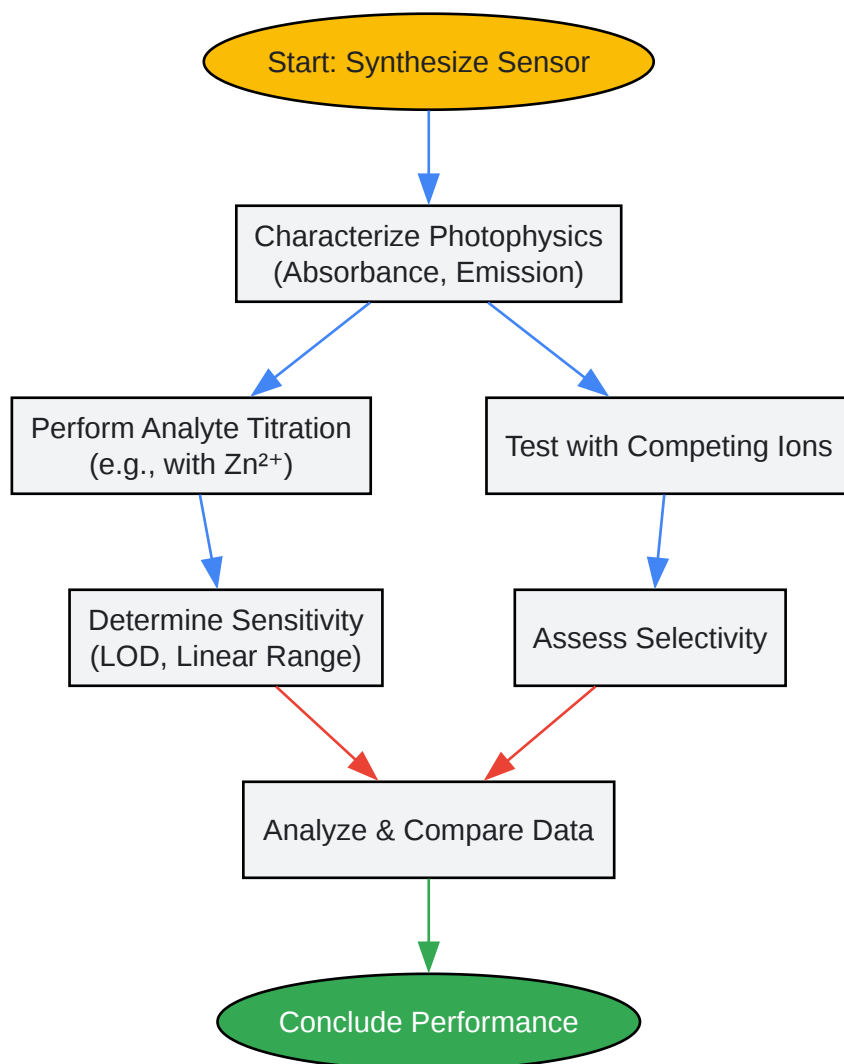 Start: Synthesize Sensor
Characterize Photophysics
(Absorbance, Emission)
Perform Analyte Titration
(e.g., with Zn²⁺)
Test with Competing Ions
Determine Sensitivity
(LOD, Linear Range)
Assess Selectivity
Analyze & Compare Data
Conclude Performance